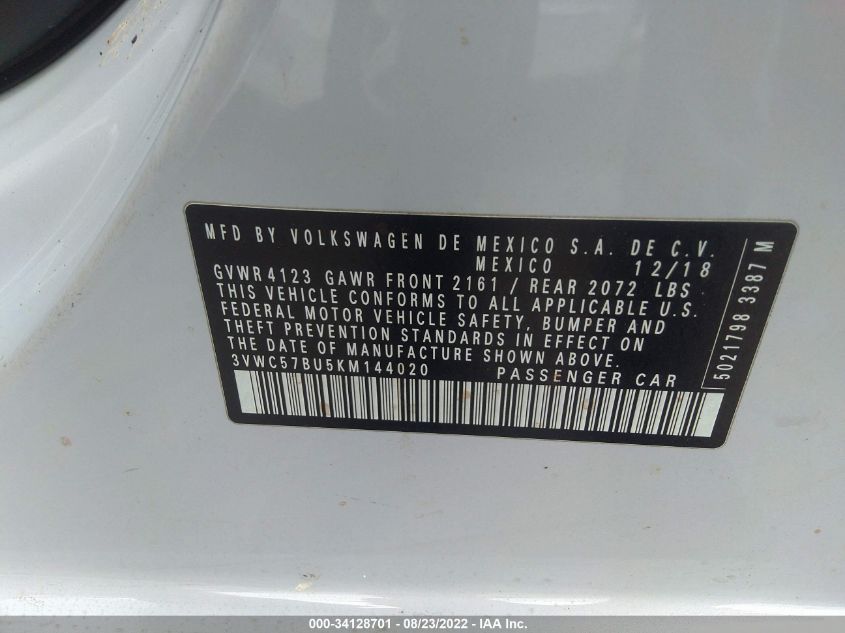 MFD BY VOLKSWAGEN DE MEXICO S.A. DE C.V.
MEXICO 12/18
GVWR 4123 GAWR FRONT 2161 / REAR 2072 LBS
THIS VEHICLE CONFORMS TO ALL APPLICABLE U.S.
FEDERAL MOTOR VEHICLE SAFETY, BUMPER AND
THEFT PREVENTION STANDARDS IN EFFECT ON
THE DATE OF MANUFACTURE SHOWN ABOVE.
3VWC57BU5KM144020 PASSENGER CAR
5021798 3387 M
000-34128701 - 08/23/2022 - IAA Inc.